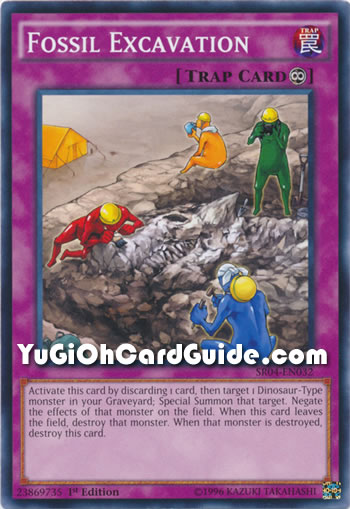 FOSSIL EXCAVATION
TRAP
罠
[TRAP CARD]
YuGiOhCardGuide.com
SR04-EN032
Activate this card by discarding 1 card, then target 1 Dinosaur-Type
monster in your Graveyard; Special Summon that target. Negate
the effects of that monster on the field. When this card leaves
the field, destroy that monster. When that monster is destroyed,
destroy this card.
23869735 1st Edition ©1996 KAZUKI TAKAHASHI